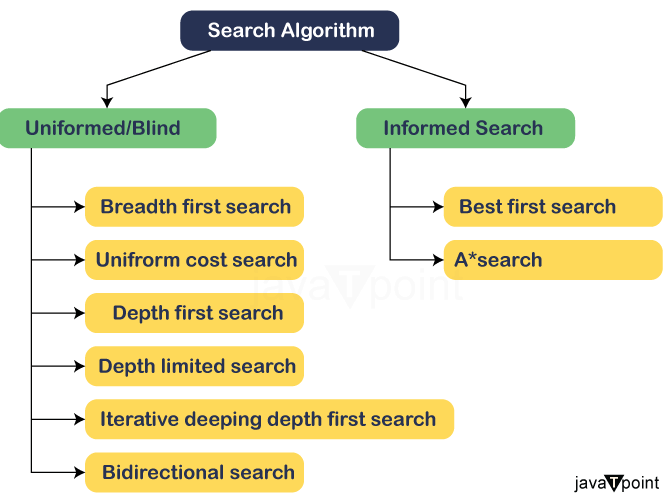 Search Algorithm
Uniformed/Blind
Informed Search
Breadth first search
Best first search
Unifrorm cost search
A*search
javaTpoint
Depth first search
Depth limited search
Iterative deeping depth first search
Bidirectional search
javaTpoint